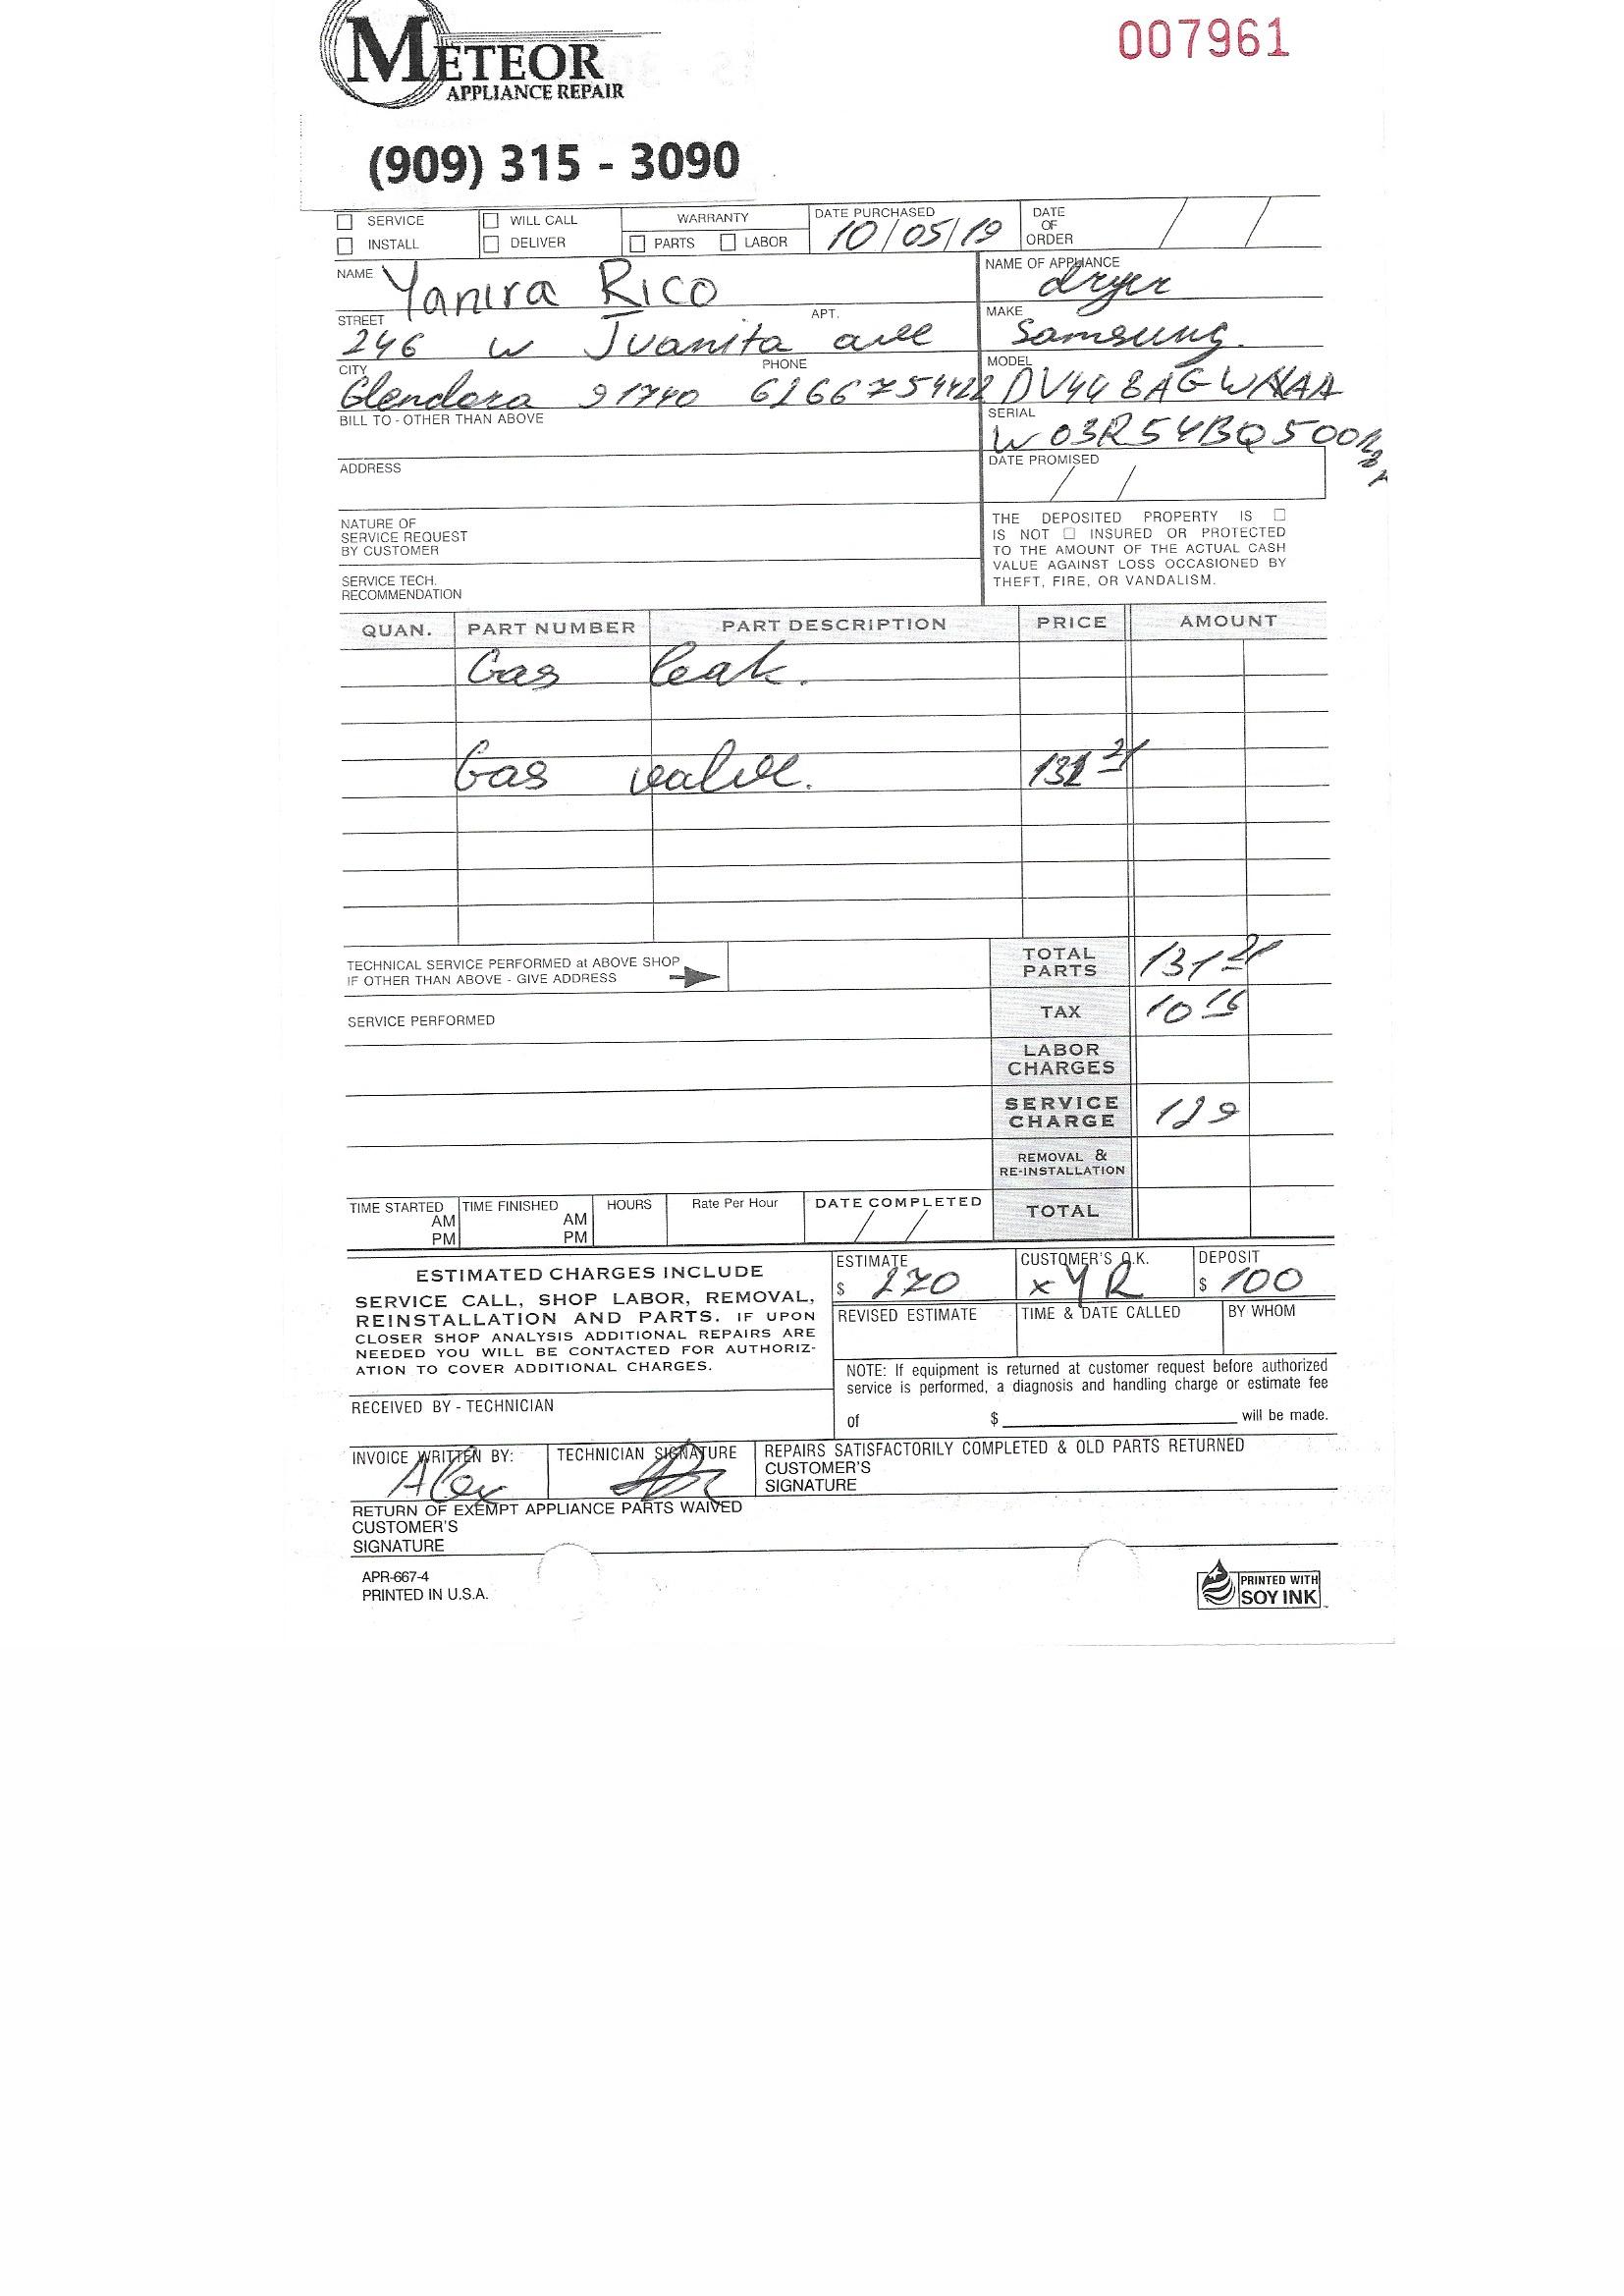 METEOR
APPLIANCE REPAIR
007961
(909) 315 - 3090
SERVICE WILL CALL WARRANTY DATE PURCHASED 10/05/19 DATE OF ORDER / /
INSTALL DELIVER PARTS LABOR
NAME Yanira Rico NAME OF APPLIANCE dryer
STREET 246 w Juanita ave APT. MAKE Samsung.
CITY Glendora 91740 PHONE MODEL
BILL TO - OTHER THAN ABOVE SERIAL
ADDRESS DATE PROMISED / /
NATURE OF
SERVICE REQUEST
BY CUSTOMER
SERVICE TECH.
RECOMMENDATION
THE DEPOSITED PROPERTY IS
IS NOT INSURED OR PROTECTED
TO THE AMOUNT OF THE ACTUAL CASH
VALUE AGAINST LOSS OCCASIONED BY
THEFT, FIRE, OR VANDALISM.
QUAN. PART NUMBER PART DESCRIPTION PRICE AMOUNT
Gas leak.
Gas valve. 131 21
TECHNICAL SERVICE PERFORMED at ABOVE SHOP
IF OTHER THAN ABOVE - GIVE ADDRESS
TOTAL PARTS 131 21
SERVICE PERFORMED TAX 10
LABOR CHARGES
SERVICE CHARGE 129
REMOVAL & RE-INSTALLATION
TIME STARTED AM PM TIME FINISHED AM PM HOURS Rate Per Hour DATE COMPLETED / / TOTAL
ESTIMATED CHARGES INCLUDE
SERVICE CALL, SHOP LABOR, REMOVAL,
REINSTALLATION AND PARTS. IF UPON
CLOSER SHOP ANALYSIS ADDITIONAL REPAIRS ARE
NEEDED YOU WILL BE CONTACTED FOR AUTHORIZ-
ATION TO COVER ADDITIONAL CHARGES.
ESTIMATE $ 270 CUSTOMER'S O.K. x YR DEPOSIT $ 100
REVISED ESTIMATE TIME & DATE CALLED BY WHOM
NOTE: If equipment is returned at customer request before authorized
service is performed, a diagnosis and handling charge or estimate fee
of $ will be made.
RECEIVED BY - TECHNICIAN
INVOICE WRITTEN BY: Alex TECHNICIAN SIGNATURE REPAIRS SATISFACTORILY COMPLETED & OLD PARTS RETURNED
CUSTOMER'S
SIGNATURE
RETURN OF EXEMPT APPLIANCE PARTS WAIVED
CUSTOMER'S
SIGNATURE
APR-667-4
PRINTED IN U.S.A.
PRINTED WITH
SOY INK